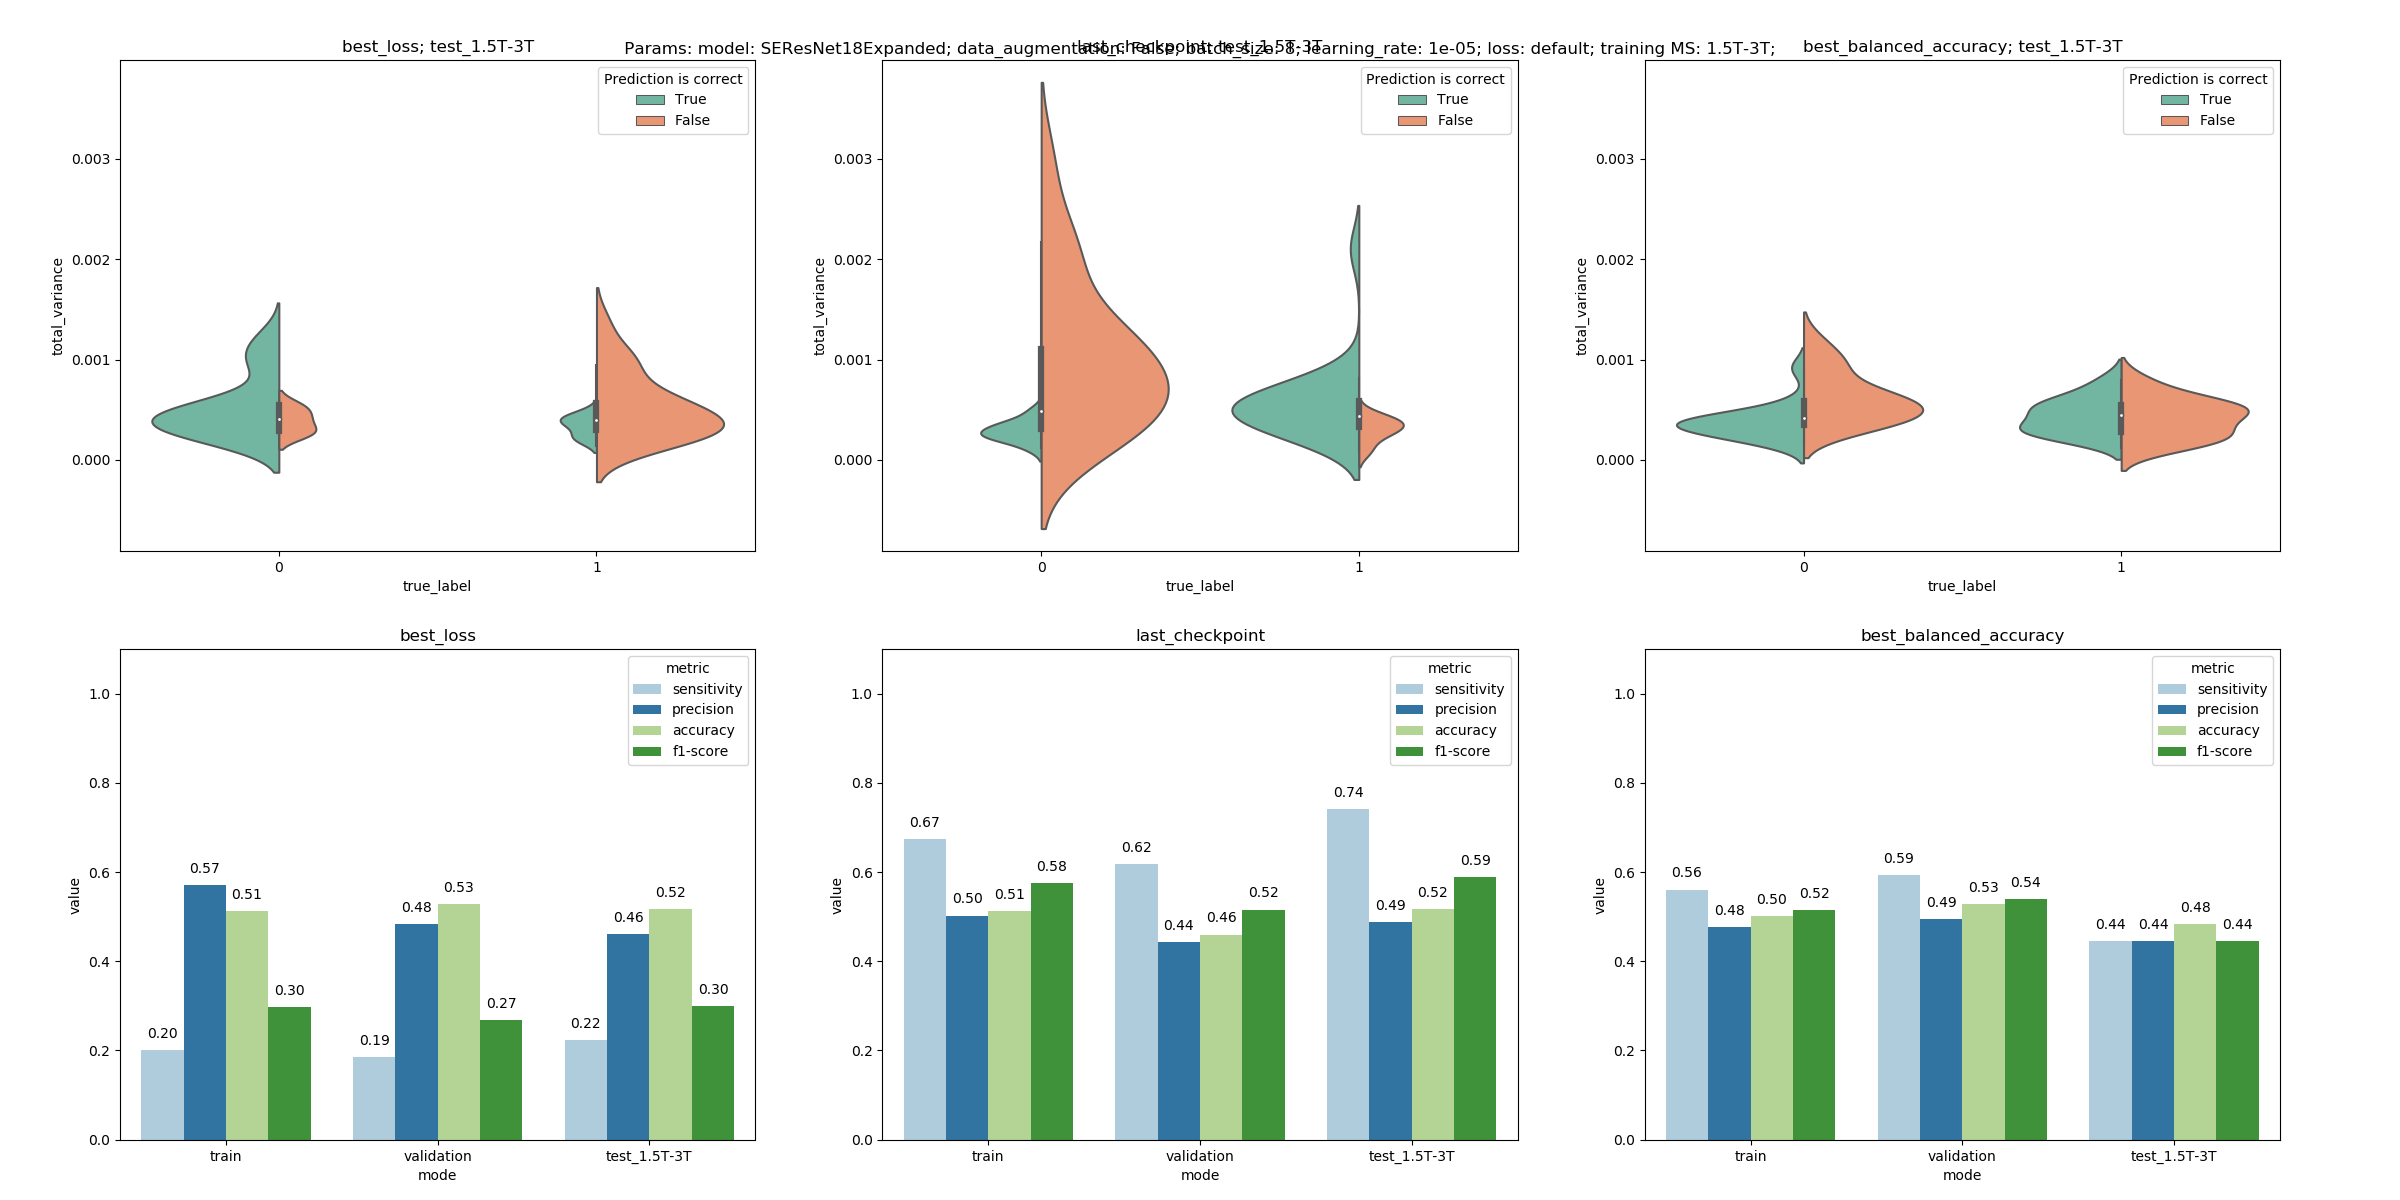 Params: model: SEResNet18Expanded; data_augmentation: False; batch_size: 8; learning_rate: 1e-05; loss: default; training MS: 1.5T-3T;
best_loss; test_1.5T-3T
last_checkpoint; test_1.5T-3T
best_balanced_accuracy; test_1.5T-3T
Prediction is correct
True
False
0.003
0.002
0.001
0.000
total_variance
0 1
true_label
Prediction is correct
True
False
0.003
0.002
0.001
0.000
total_variance
0 1
true_label
Prediction is correct
True
False
0.003
0.002
0.001
0.000
total_variance
0 1
true_label
best_loss
metric
sensitivity
precision
accuracy
f1-score
1.0
0.8
0.6
0.4
0.2
0.0
value
0.20 0.57 0.51 0.30
0.19 0.48 0.53 0.27
0.22 0.46 0.52 0.30
train validation test_1.5T-3T
mode
last_checkpoint
metric
sensitivity
precision
accuracy
f1-score
1.0
0.8
0.6
0.4
0.2
0.0
value
0.67 0.50 0.51 0.58
0.62 0.44 0.46 0.52
0.74 0.49 0.52 0.59
train validation test_1.5T-3T
mode
best_balanced_accuracy
metric
sensitivity
precision
accuracy
f1-score
1.0
0.8
0.6
0.4
0.2
0.0
value
0.56 0.48 0.50 0.52
0.59 0.49 0.53 0.54
0.44 0.44 0.48 0.44
train validation test_1.5T-3T
mode